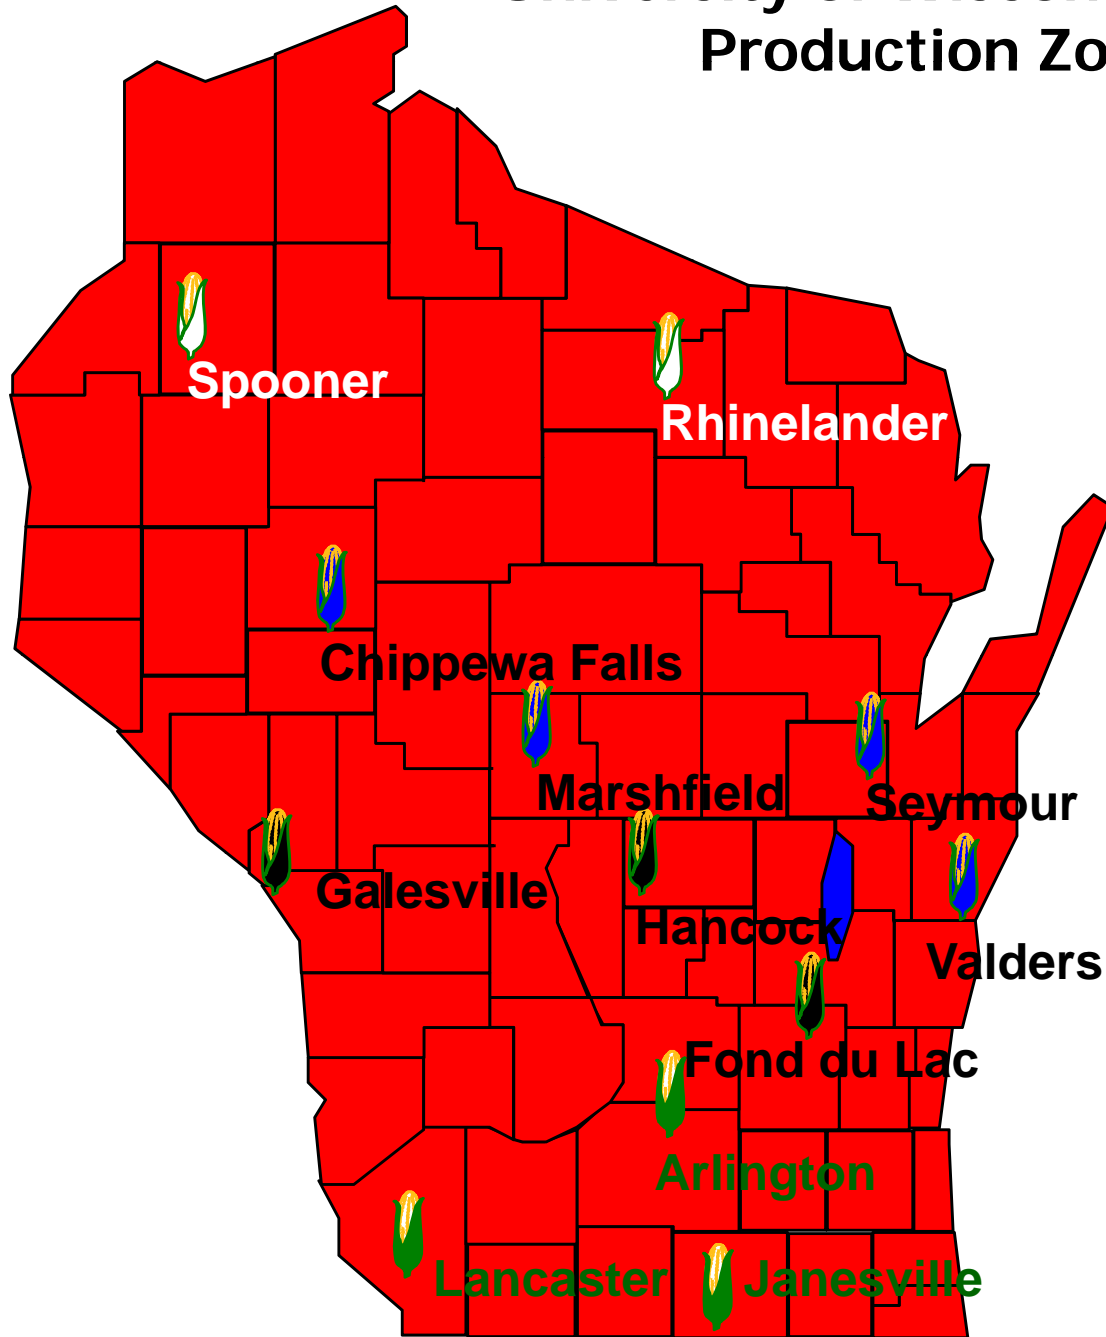 Production Zo
Spooner
Rhinelander
Chippewa Falls
Marshfield
Seymour
Galesville
Hancock
Valders
Fond du Lac
Arlington
Lancaster
Janesville